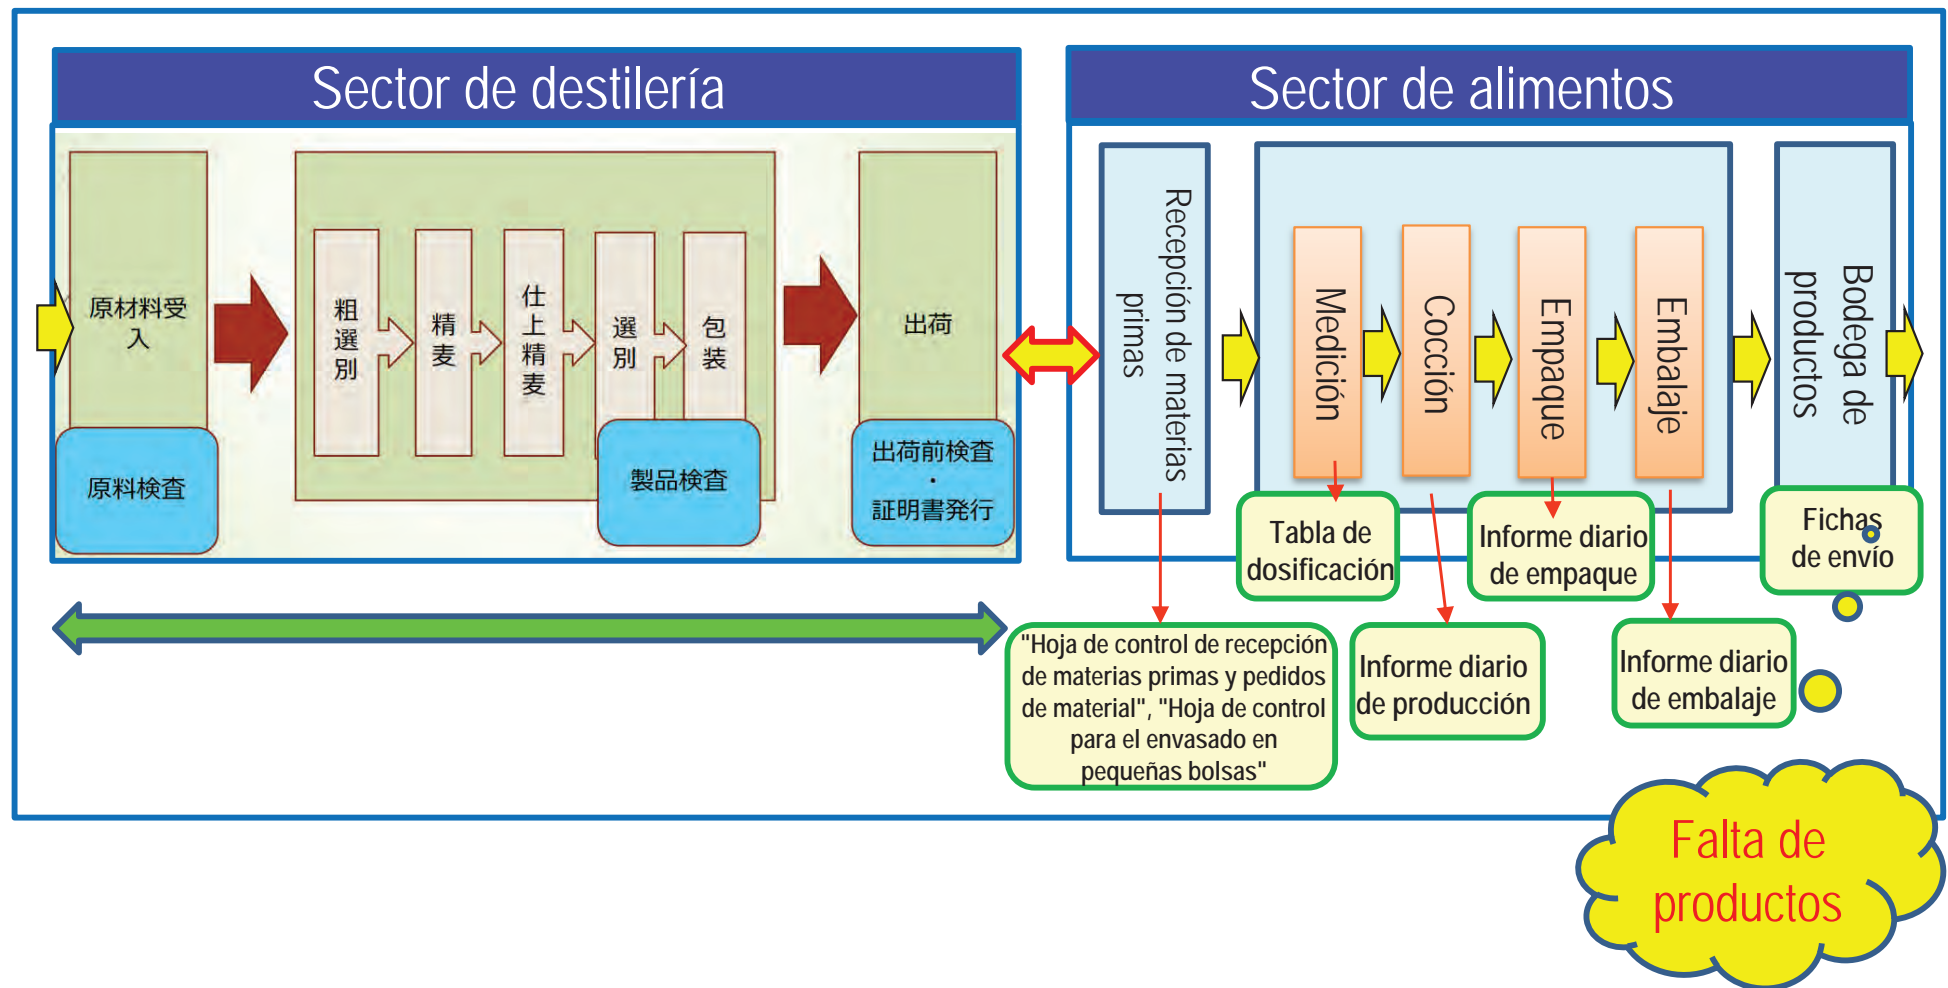 Sector de destilería
原材料受
入
粗選別
精麦
仕上精麦
選別
包装
出荷
原料検査
製品検査
出荷前検査
・
証明書発行
Sector de alimentos
Recepción de materias
primas
Medición
Cocción
Empaque
Embalaje
Bodega de
productos
Tabla de
dosificación
Informe diario
de empaque
Fichas
de envío
"Hoja de control de recepción
de materias primas y pedidos
de material", "Hoja de control
para el envasado en
pequeñas bolsas"
Informe diario
de producción
Informe diario
de embalaje
Falta de
productos